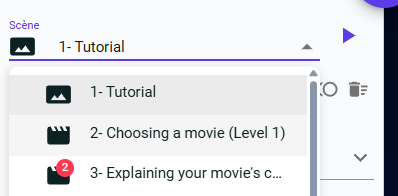 Scène
1- Tutorial
1- Tutorial
2- Choosing a movie (Level 1)
2
3- Explaining your movie's c...